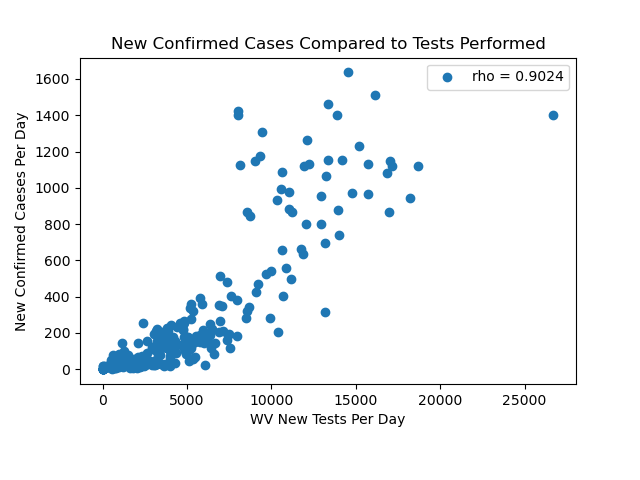 New Confirmed Cases Compared to Tests Performed
rho = 0.9024
New Confirmed Caeses Per Day
1600
1400
1200
1000
800
600
400
200
0
0 5000 10000 15000 20000 25000
WV New Tests Per Day